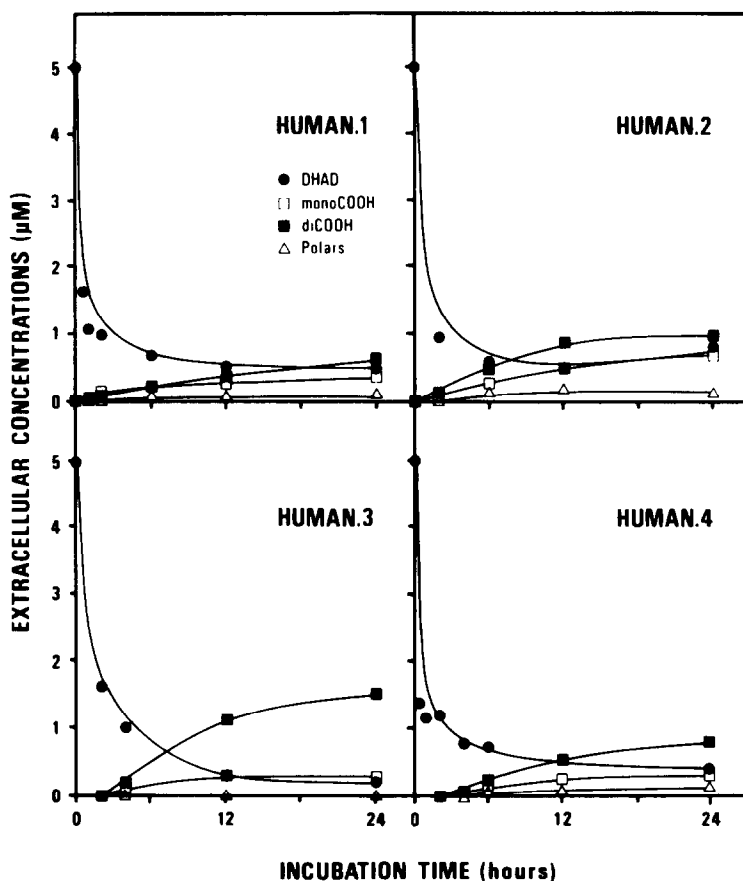 EXTRACELLULAR CONCENTRATIONS (µM)
5
4
3
2
1
0
HUMAN.1
DHAD
monoCOOH
diCOOH
Polars
HUMAN.2
5
4
3
2
1
0
HUMAN.3
HUMAN.4
0 12 24 0 12 24
INCUBATION TIME (hours)